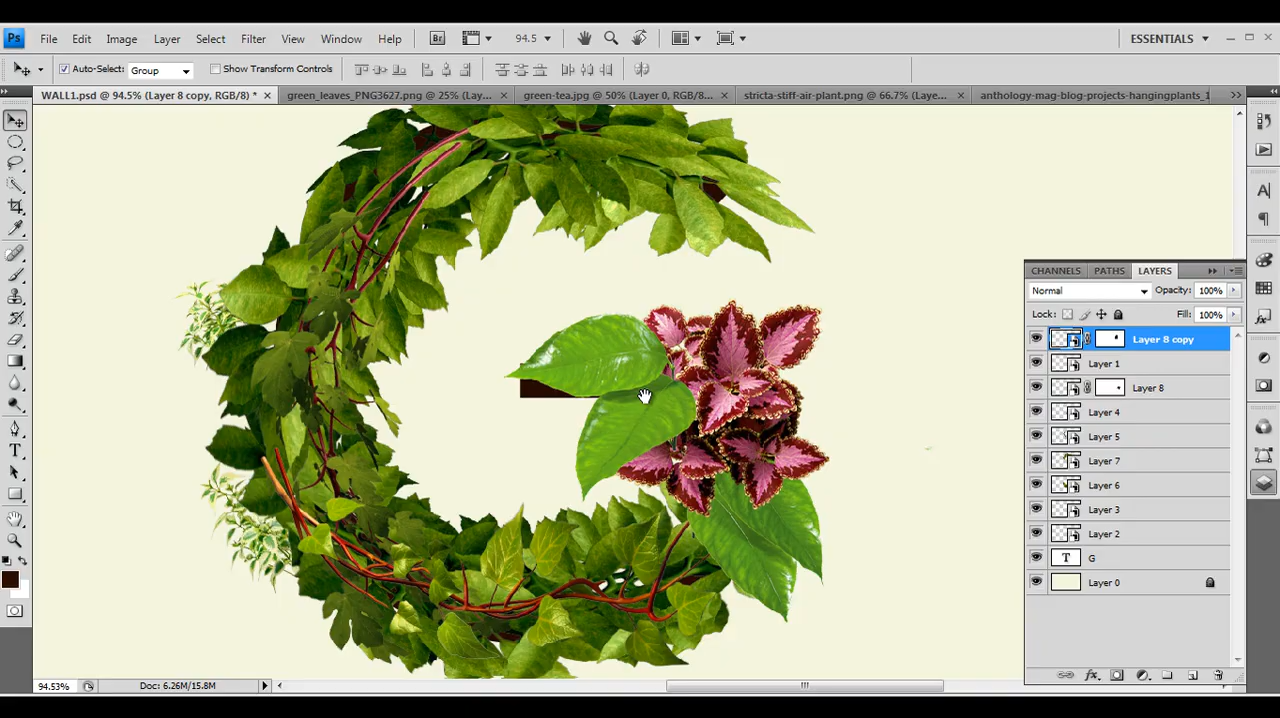 Ps File Edit Image Layer Select Filter View Window Help Br 94.5 ESSENTIALS
Auto-Select: Group Show Transform Controls
WALL1.psd @ 94.5% (Layer 8 copy, RGB/8) * × green_leaves_PNG3627.png @ 25% (Lay... × green-tea.jpg @ 50% (Layer 0, RGB/8... × stricta-stiff-air-plant.png @ 66.7% (Laye... × anthology-mag-blog-projects-hangingplants_1
CHANNELS PATHS LAYERS
Normal Opacity: 100%
Lock: Fill: 100%
Layer 8 copy
Layer 1
Layer 8
Layer 4
Layer 5
Layer 7
Layer 6
Layer 3
Layer 2
T G
Layer 0
94.53% Doc: 6.26M/15.8M